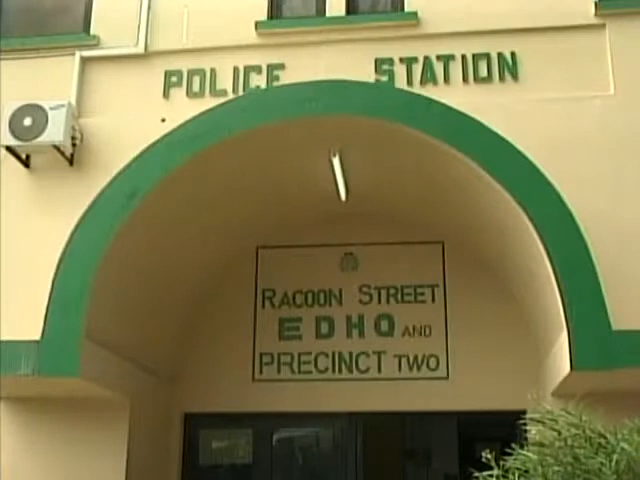 POLICE STATION
RACOON STREET
EDHQ AND
PRECINCT TWO